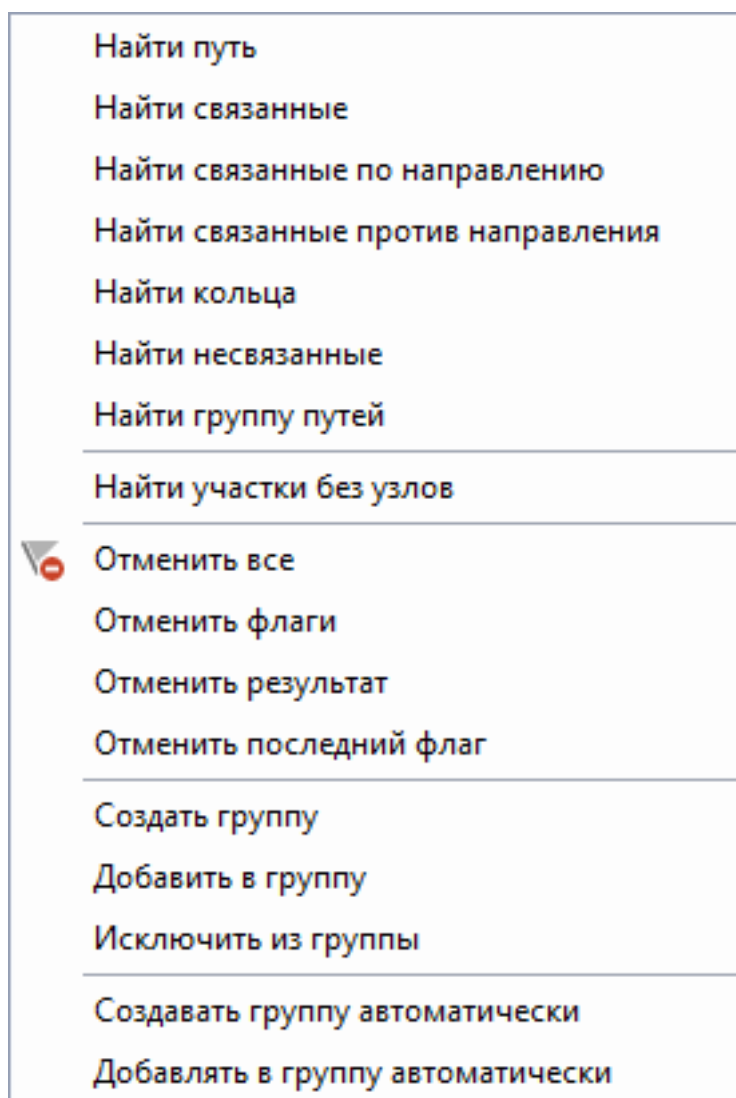 Найти путь
Найти связанные
Найти связанные по направлению
Найти связанные против направления
Найти кольца
Найти несвязанные
Найти группу путей
Найти участки без узлов
Отменить все
Отменить флаги
Отменить результат
Отменить последний флаг
Создать группу
Добавить в группу
Исключить из группы
Создавать группу автоматически
Добавлять в группу автоматически